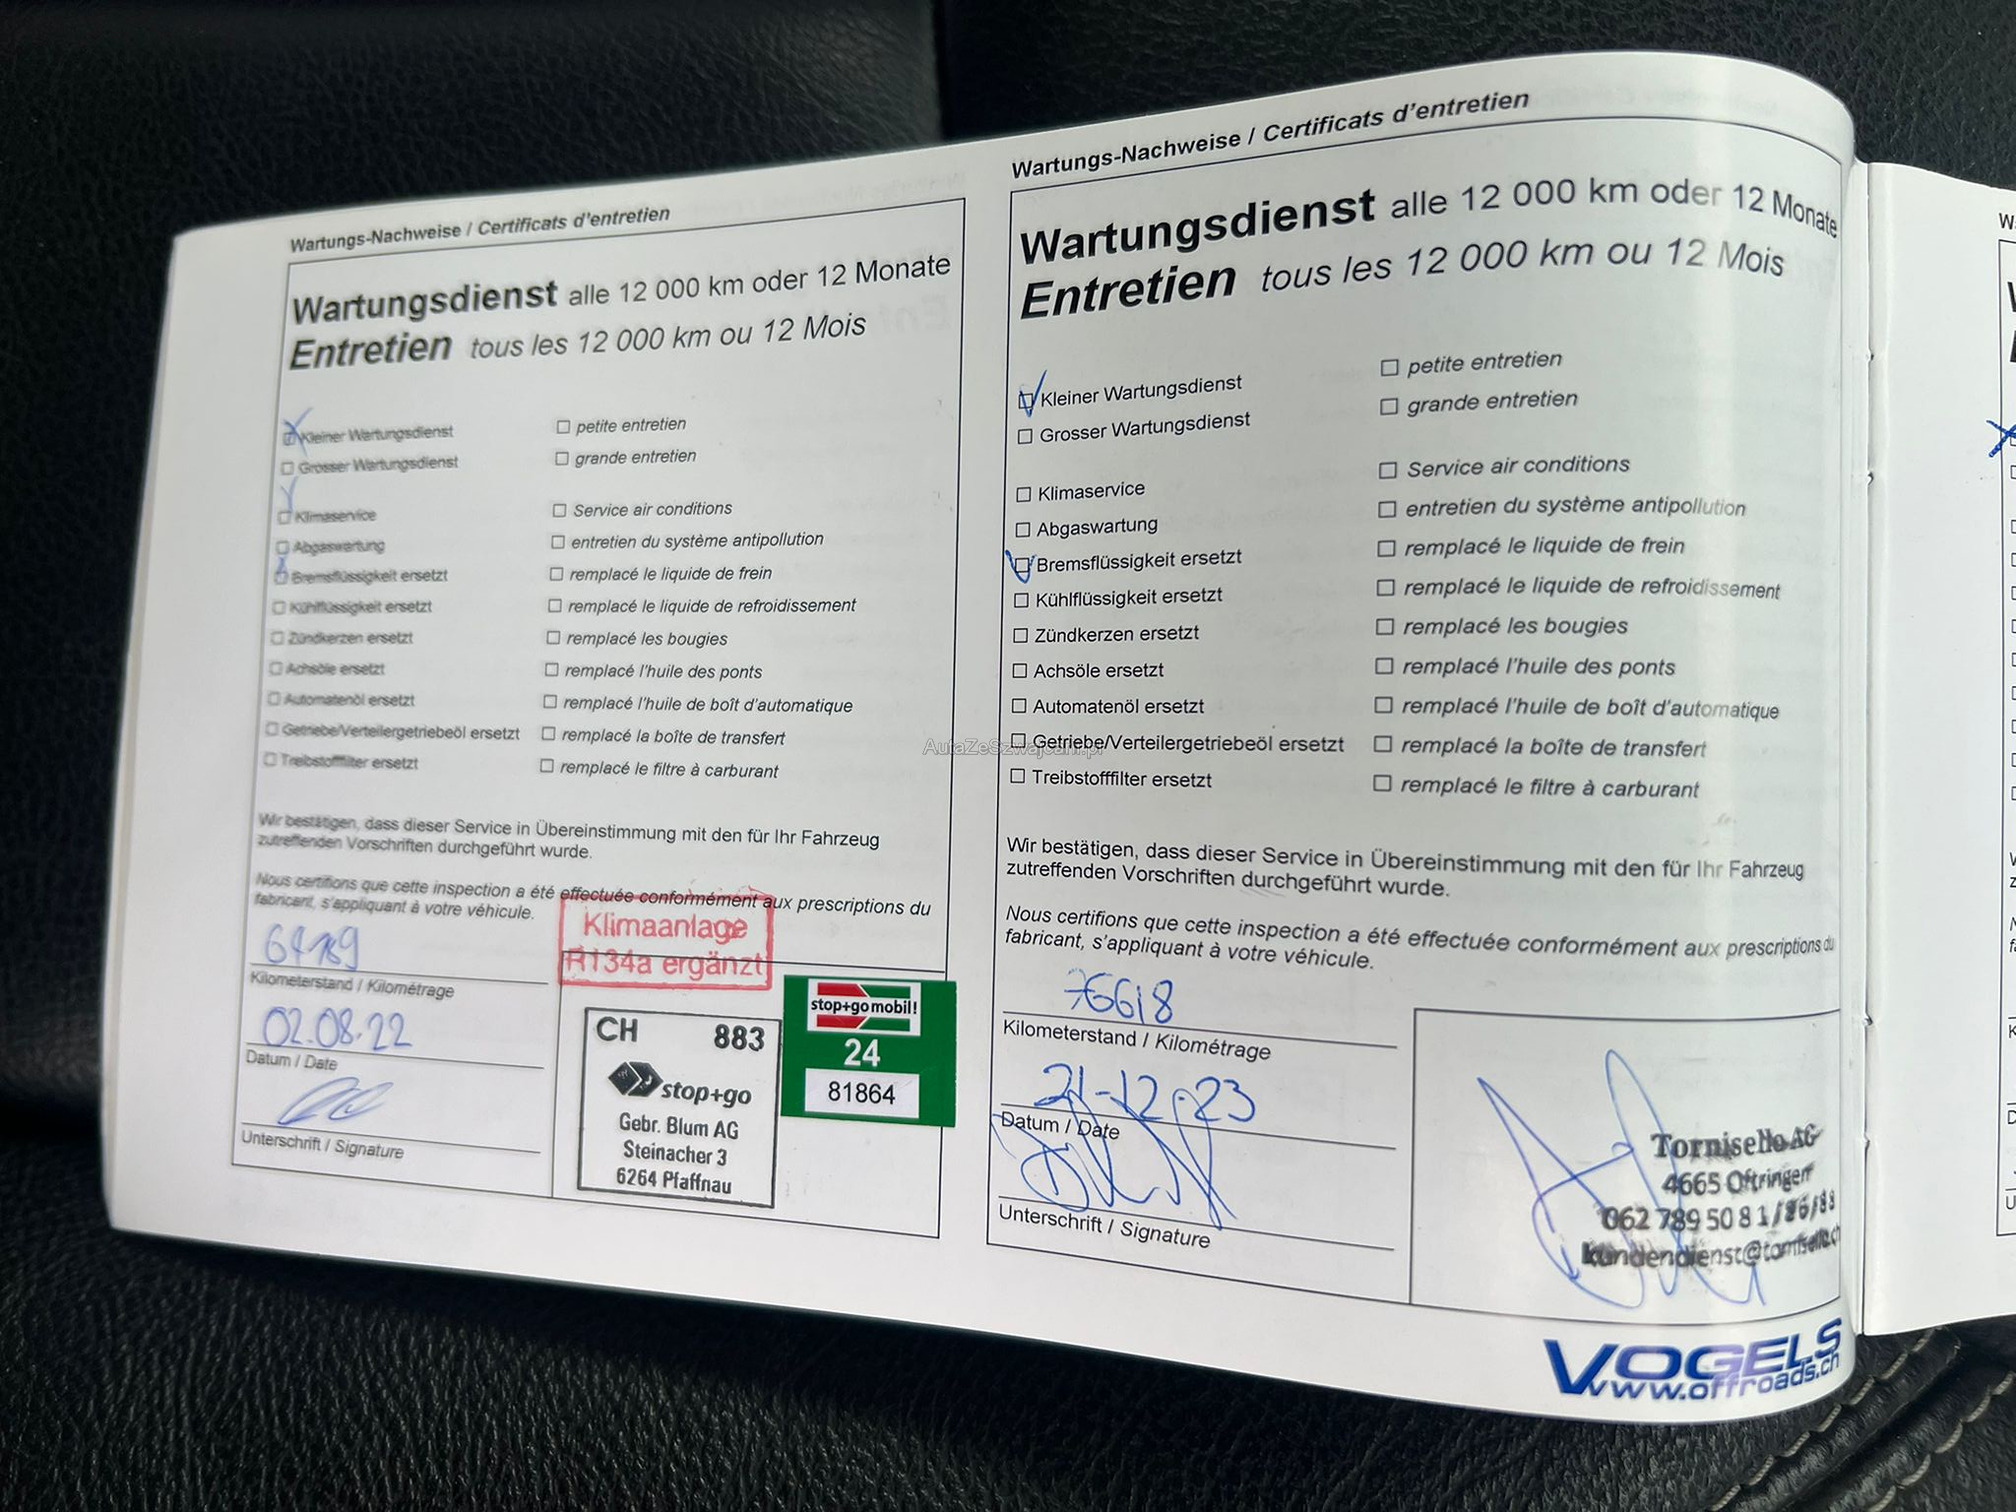 Wartungs-Nachweise / Certificats d'entretien
Wartungsdienst alle 12 000 km oder 12 Monate
Entretien tous les 12 000 km ou 12 Mois
Kleiner Wartungsdienst
petite entretien
Grosser Wartungsdienst
grande entretien
Klimaservice
Service air conditions
Abgaswartung
entretien du système antipollution
Bremsflüssigkeit ersetzt
remplacé le liquide de frein
Kühlflüssigkeit ersetzt
remplacé le liquide de refroidissement
Zündkerzen ersetzt
remplacé les bougies
Achsöle ersetzt
remplacé l'huile des ponts
Automatenöl ersetzt
remplacé l'huile de boît d'automatique
Getriebe/Verteilergetriebeöl ersetzt
remplacé la boîte de transfert
Treibstofffilter ersetzt
remplacé le filtre à carburant
Wir bestätigen, dass dieser Service in Übereinstimmung mit den für Ihr Fahrzeug
zutreffenden Vorschriften durchgeführt wurde.
Nous certifions que cette inspection a été effectuée conformément aux prescriptions du
fabricant, s'appliquant à votre véhicule.
Klimaanlage
R134a ergänzt
Kilometerstand / Kilométrage
02.08.22
Datum / Date
Unterschrift / Signature
CH 883
stop+go
Gebr. Blum AG
Steinacher 3
6264 Pfaffnau
stop+go mobil!
24
81864
Wartungs-Nachweise / Certificats d'entretien
Wartungsdienst alle 12 000 km oder 12 Monate
Entretien tous les 12 000 km ou 12 Mois
Kleiner Wartungsdienst
petite entretien
Grosser Wartungsdienst
grande entretien
Klimaservice
Service air conditions
Abgaswartung
entretien du système antipollution
Bremsflüssigkeit ersetzt
remplacé le liquide de frein
Kühlflüssigkeit ersetzt
remplacé le liquide de refroidissement
Zündkerzen ersetzt
remplacé les bougies
Achsöle ersetzt
remplacé l'huile des ponts
Automatenöl ersetzt
remplacé l'huile de boît d'automatique
Getriebe/Verteilergetriebeöl ersetzt
remplacé la boîte de transfert
Treibstofffilter ersetzt
remplacé le filtre à carburant
Wir bestätigen, dass dieser Service in Übereinstimmung mit den für Ihr Fahrzeug
zutreffenden Vorschriften durchgeführt wurde.
Nous certifions que cette inspection a été effectuée conformément aux prescriptions du
fabricant, s'appliquant à votre véhicule.
76618
Kilometerstand / Kilométrage
21-12.23
Datum / Date
Unterschrift / Signature
Tornisello AG
4665 Oftringen
062 789 50 81/86/88
kundendienst@tornisello.ch
VOGELS
www.offroads.ch
AutaZeSzwajcarii.pl